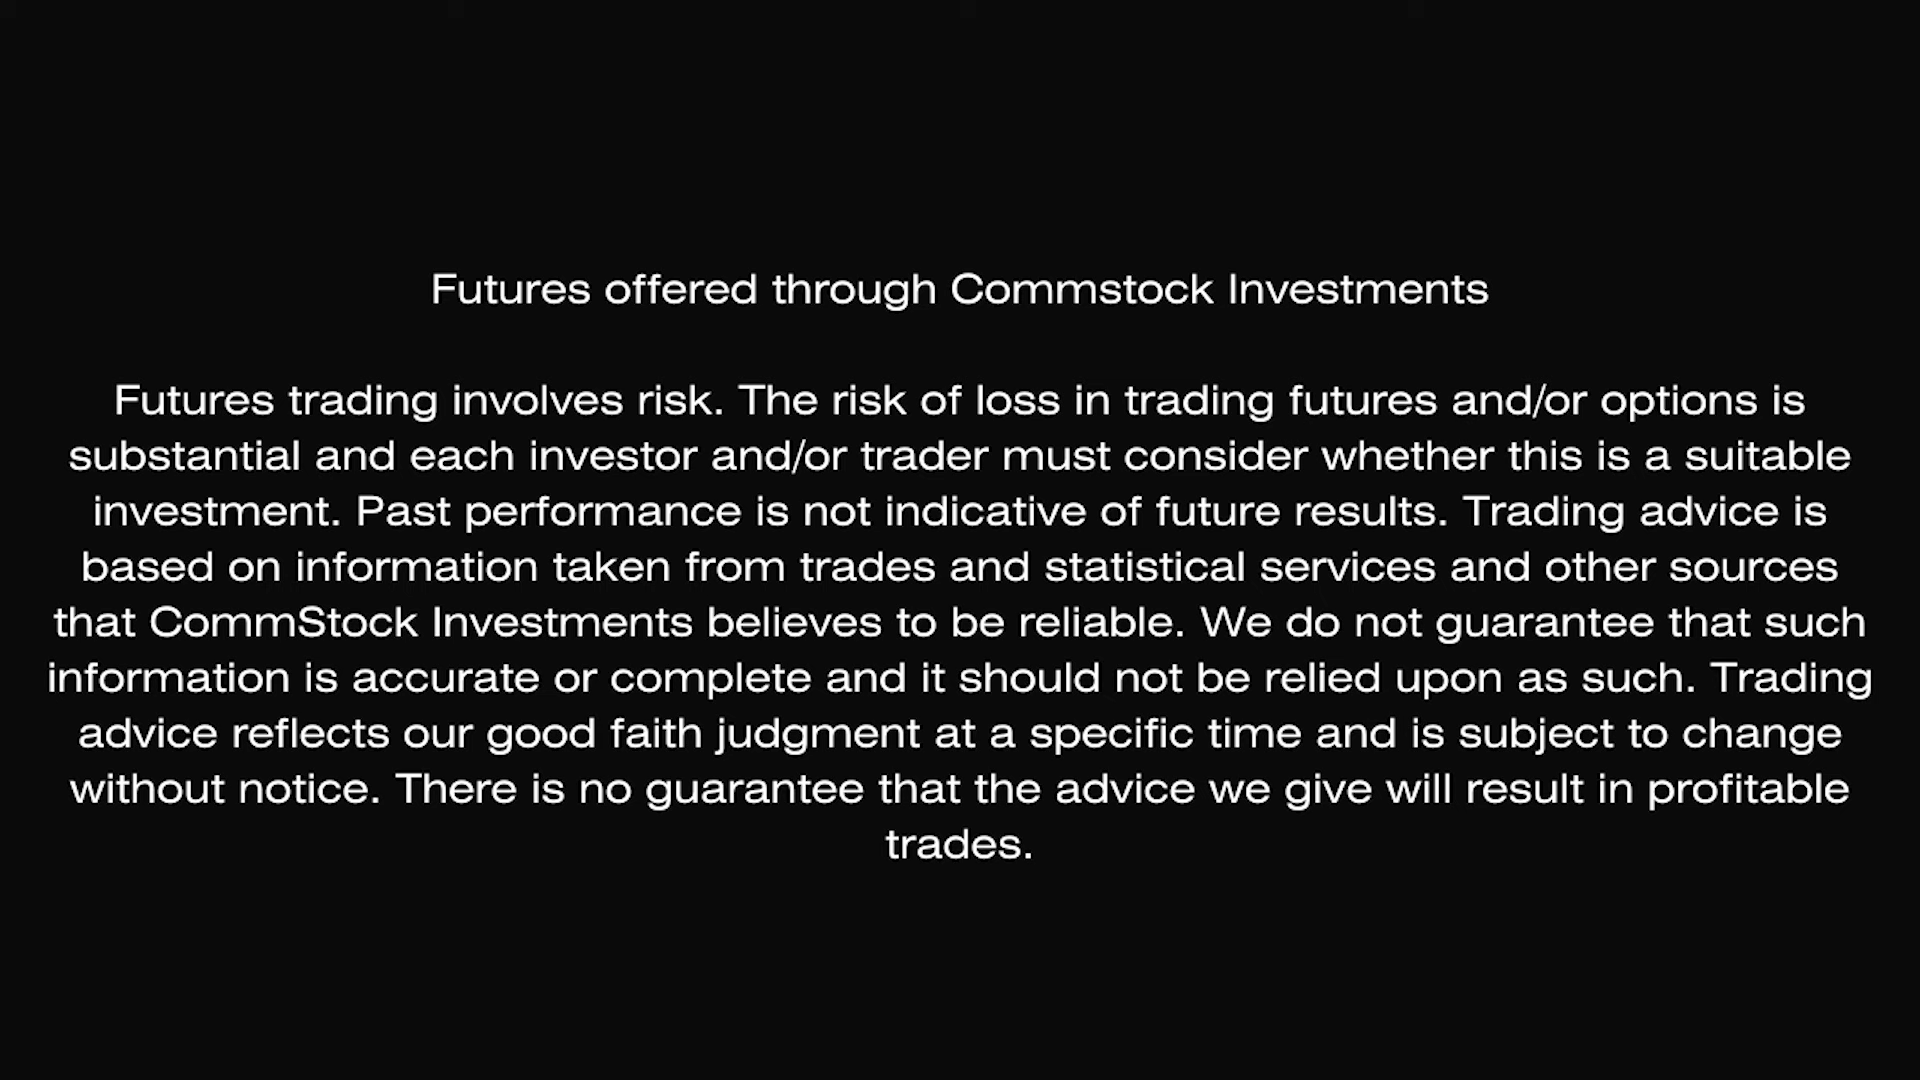 Futures offered through Commstock Investments
Futures trading involves risk. The risk of loss in trading futures and/or options is
substantial and each investor and/or trader must consider whether this is a suitable
investment. Past performance is not indicative of future results. Trading advice is
based on information taken from trades and statistical services and other sources
that CommStock Investments believes to be reliable. We do not guarantee that such
information is accurate or complete and it should not be relied upon as such. Trading
advice reflects our good faith judgment at a specific time and is subject to change
without notice. There is no guarantee that the advice we give will result in profitable
trades.